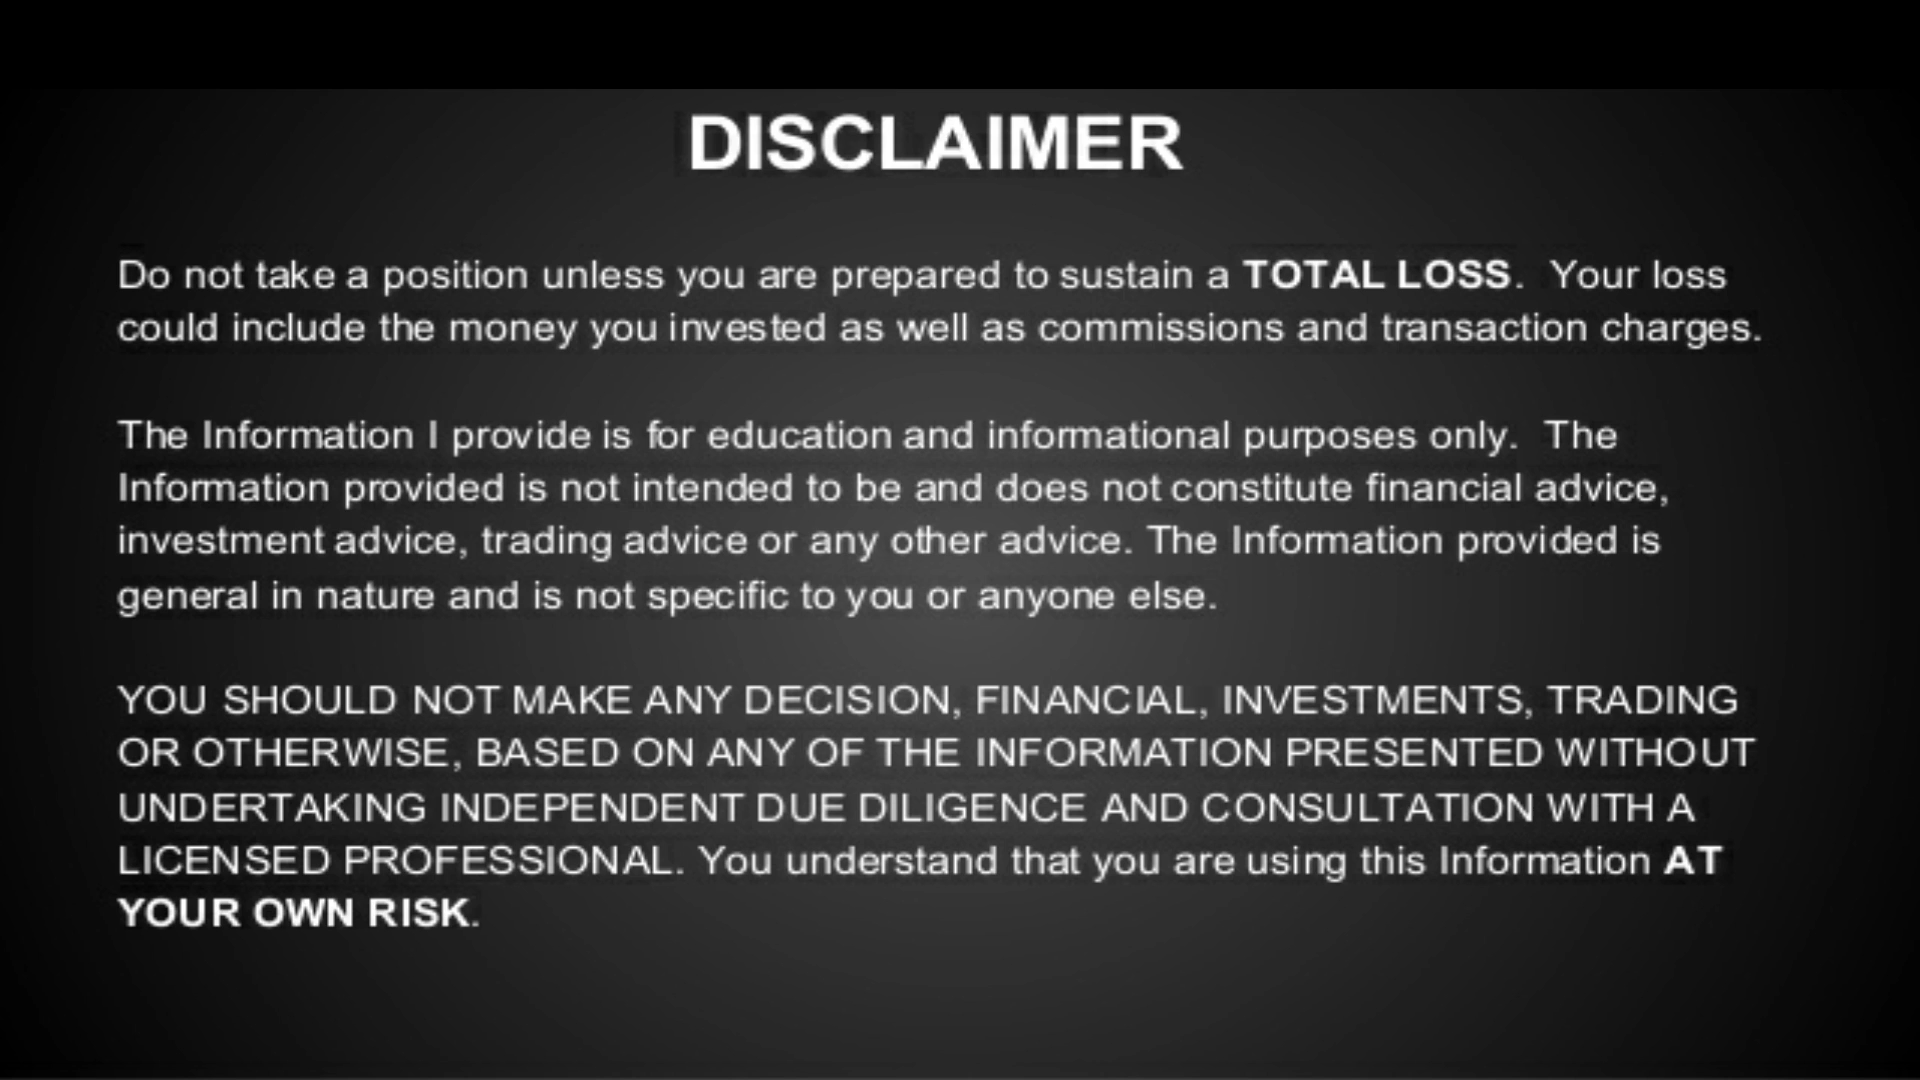 DISCLAIMER
Do not take a position unless you are prepared to sustain a TOTAL LOSS.  Your loss
could include the money you invested as well as commissions and transaction charges.
The Information I provide is for education and informational purposes only.  The
Information provided is not intended to be and does not constitute financial advice,
investment advice, trading advice or any other advice. The Information provided is
general in nature and is not specific to you or anyone else.
YOU SHOULD NOT MAKE ANY DECISION, FINANCIAL, INVESTMENTS, TRADING
OR OTHERWISE, BASED ON ANY OF THE INFORMATION PRESENTED WITHOUT
UNDERTAKING INDEPENDENT DUE DILIGENCE AND CONSULTATION WITH A
LICENSED PROFESSIONAL. You understand that you are using this Information AT
YOUR OWN RISK.